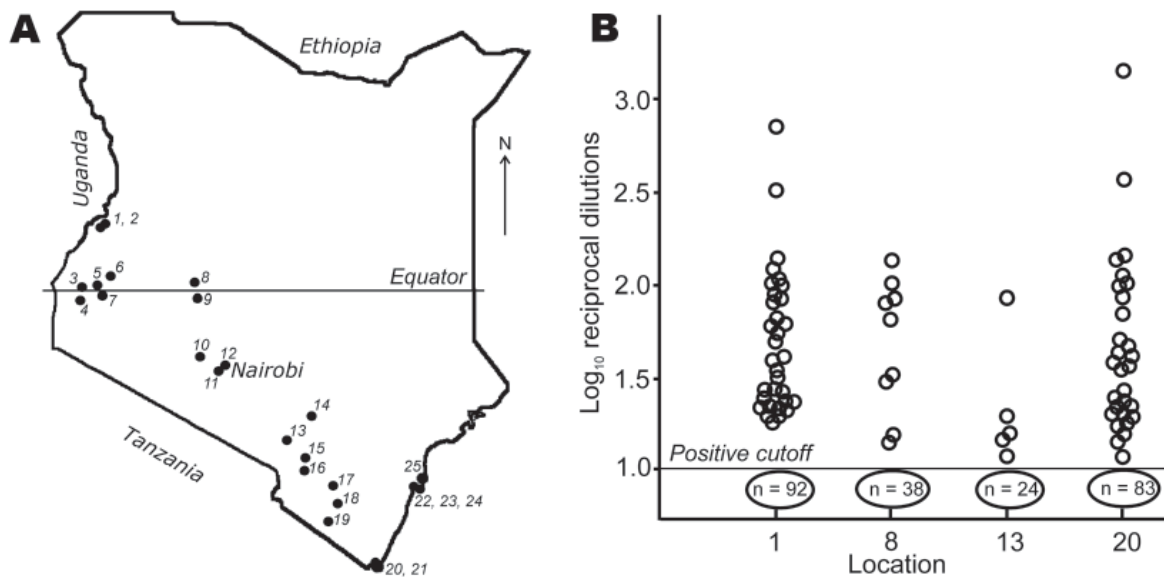 A
Ethiopia
Uganda
N
1, 2
3
5
6
4
7
8
9
Equator
10
11
12
Nairobi
Tanzania
13
14
15
16
17
18
19
25
22, 23, 24
20, 21
B
Log₁₀ reciprocal dilutions
3.0
2.5
2.0
1.5
1.0
Positive cutoff
n = 92
n = 38
n = 24
n = 83
1
8
13
20
Location